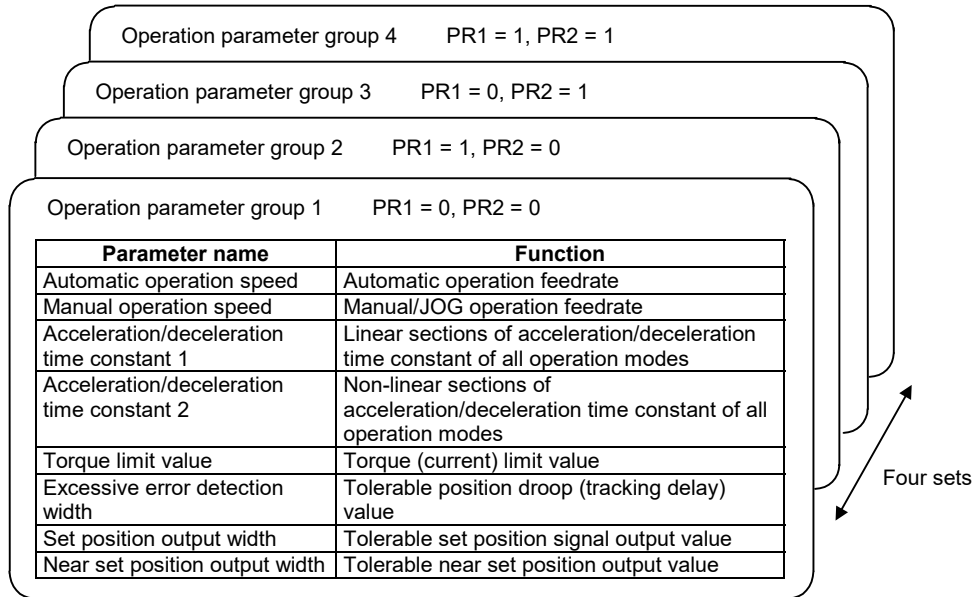 Operation parameter group 4 PR1 = 1, PR2 = 1
Operation parameter group 3 PR1 = 0, PR2 = 1
Operation parameter group 2 PR1 = 1, PR2 = 0
Operation parameter group 1 PR1 = 0, PR2 = 0
Parameter name Function
Automatic operation speed Automatic operation feedrate
Manual operation speed Manual/JOG operation feedrate
Acceleration/deceleration Linear sections of acceleration/deceleration
time constant 1 time constant of all operation modes
Acceleration/deceleration Non-linear sections of
time constant 2 acceleration/deceleration time constant of all
operation modes
Torque limit value Torque (current) limit value
Excessive error detection Tolerable position droop (tracking delay)
width value
Set position output width Tolerable set position signal output value
Near set position output width Tolerable near set position output value
Four sets